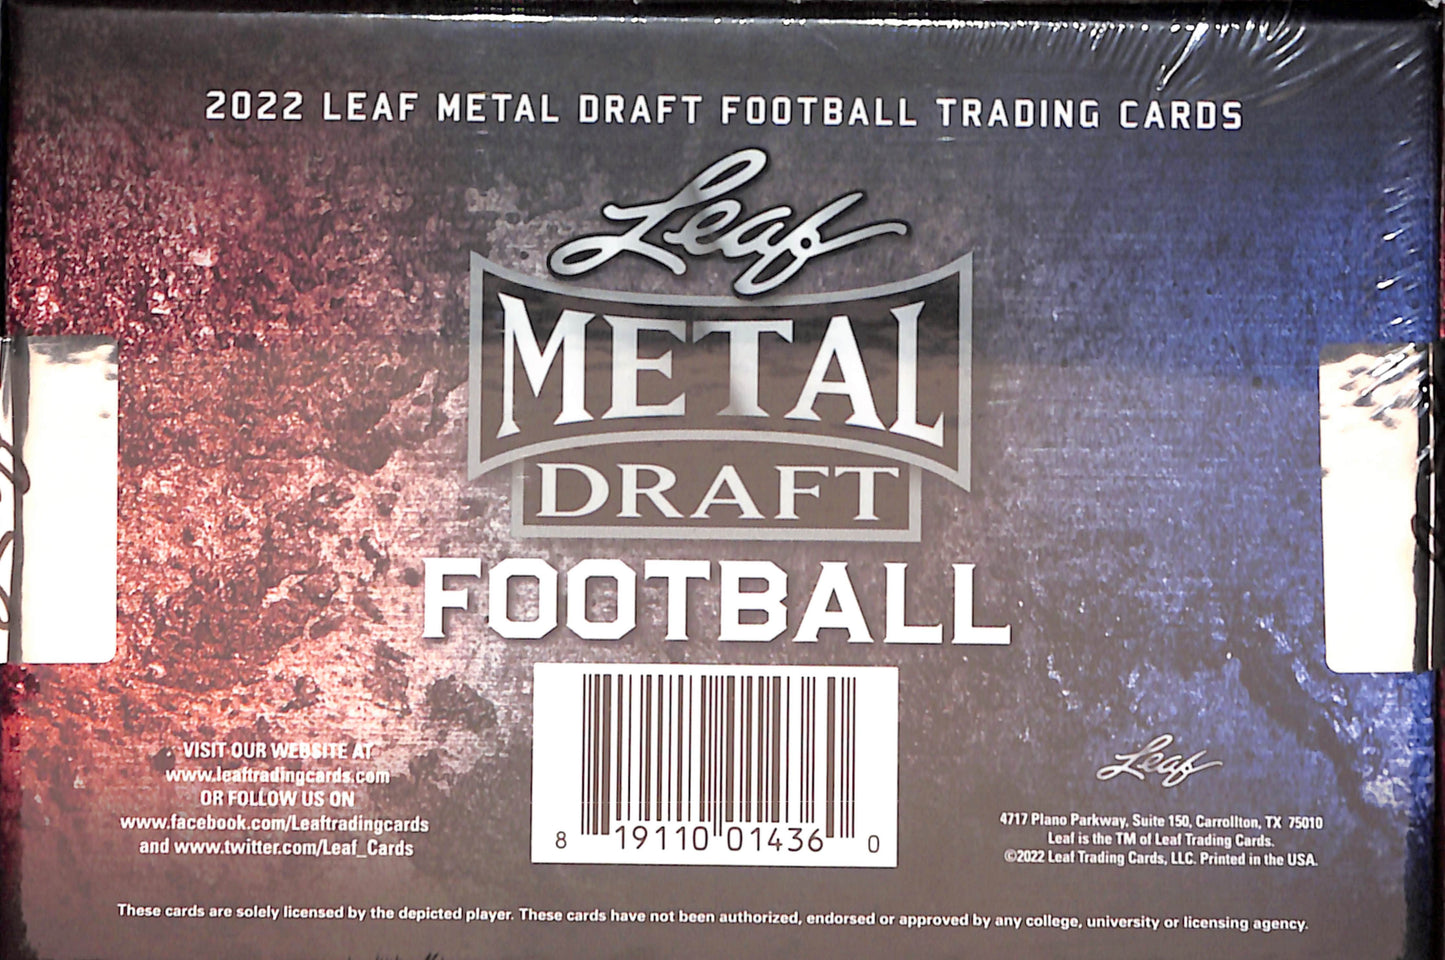 2022 LEAF METAL DRAFT FOOTBALL TRADING CARDS
Leaf
METAL
DRAFT
FOOTBALL
VISIT OUR WEBSITE AT
www.leaftradingcards.com
OR FOLLOW US ON
www.facebook.com/Leaftradingcards
and www.twitter.com/Leaf_Cards
8 19110 01436 0
Leaf
4717 Plano Parkway, Suite 150, Carrollton, TX 75010
Leaf is the TM of Leaf Trading Cards.
©2022 Leaf Trading Cards, LLC. Printed in the USA.
These cards are solely licensed by the depicted player. These cards have not been authorized, endorsed or approved by any college, university or licensing agency.